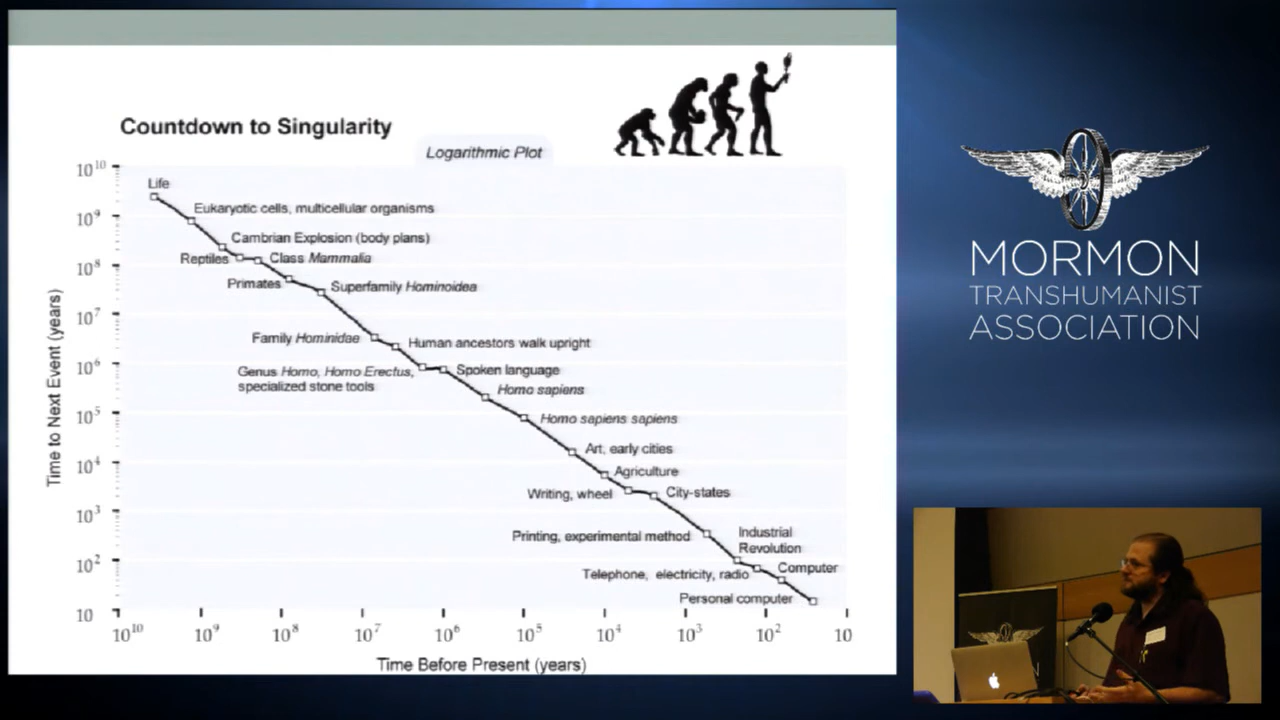 Countdown to Singularity
Logarithmic Plot
10^10
Life
10^9
Eukaryotic cells, multicellular organisms
Cambrian Explosion (body plans)
Reptiles
Class Mammalia
10^8
Primates
Superfamily Hominoidea
10^7
Family Hominidae
Human ancestors walk upright
10^6
Genus Homo, Homo Erectus,
specialized stone tools
Spoken language
Homo sapiens
10^5
Homo sapiens sapiens
Art, early cities
10^4
Agriculture
Writing, wheel
City-states
10^3
Printing, experimental method
Industrial
Revolution
10^2
Telephone, electricity, radio
Computer
Personal computer
10
Time to Next Event (years)
10^10 10^9 10^8 10^7 10^6 10^5 10^4 10^3 10^2 10
Time Before Present (years)
MORMON
TRANSHUMANIST
ASSOCIATION